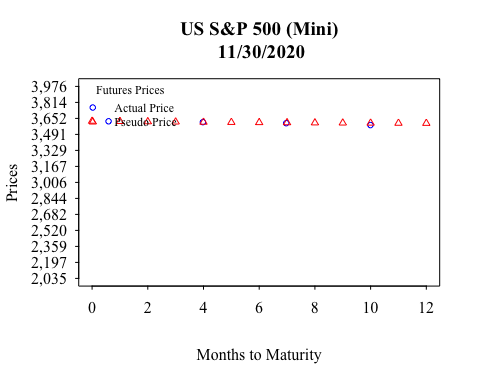 US S&P 500 (Mini)
11/30/2020
Futures Prices
Actual Price
Pseudo Price
Prices
3,976
3,814
3,652
3,491
3,329
3,167
3,006
2,844
2,682
2,520
2,359
2,197
2,035
0 2 4 6 8 10 12
Months to Maturity